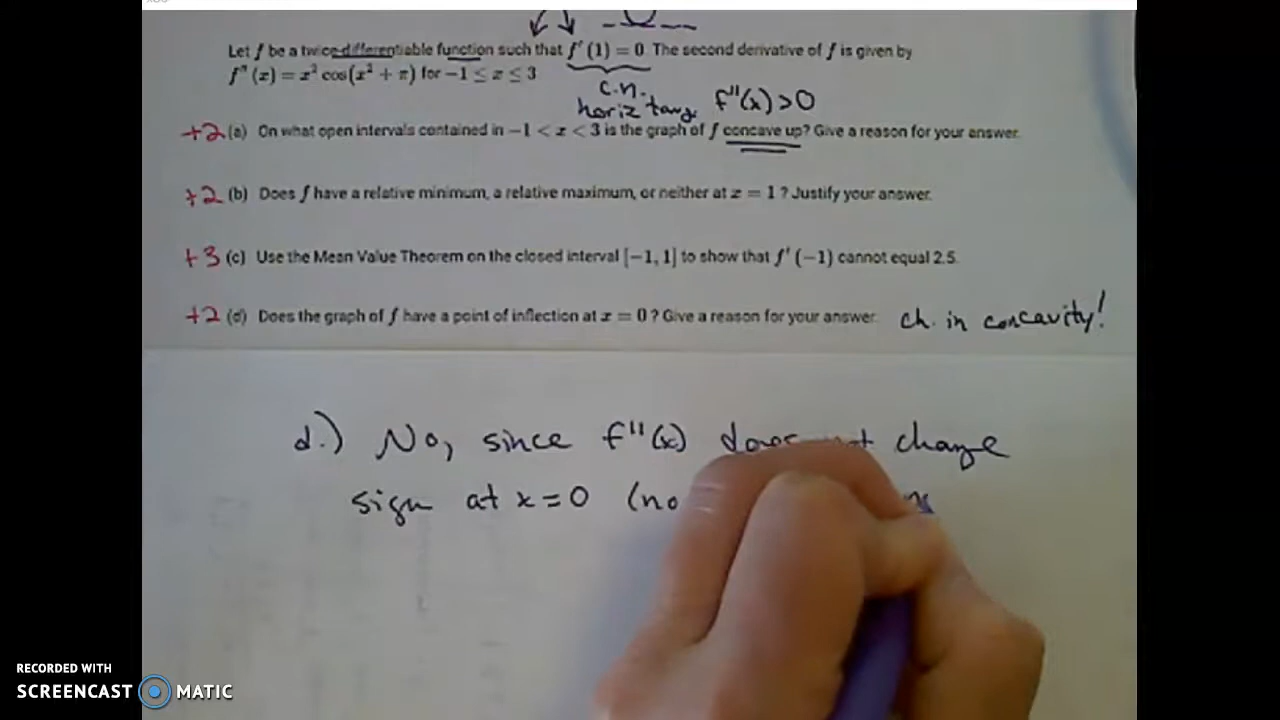 Let f be a twice-differentiable function such that f′(1) = 0. The second derivative of f is given by
f″(x) = x² cos(x² + π) for −1 ≤ x ≤ 3
c.n.
horiz tang f''(x) > 0
+2 (a) On what open intervals contained in −1 < x < 3 is the graph of f concave up? Give a reason for your answer.
+2 (b) Does f have a relative minimum, a relative maximum, or neither at x = 1? Justify your answer.
+3 (c) Use the Mean Value Theorem on the closed interval [−1, 1] to show that f′(−1) cannot equal 2.5.
+2 (d) Does the graph of f have a point of inflection at x = 0? Give a reason for your answer. ch. in concavity!
d.) No, since f''(x) does not change
sign at x = 0 (no
RECORDED WITH
SCREENCAST MATIC